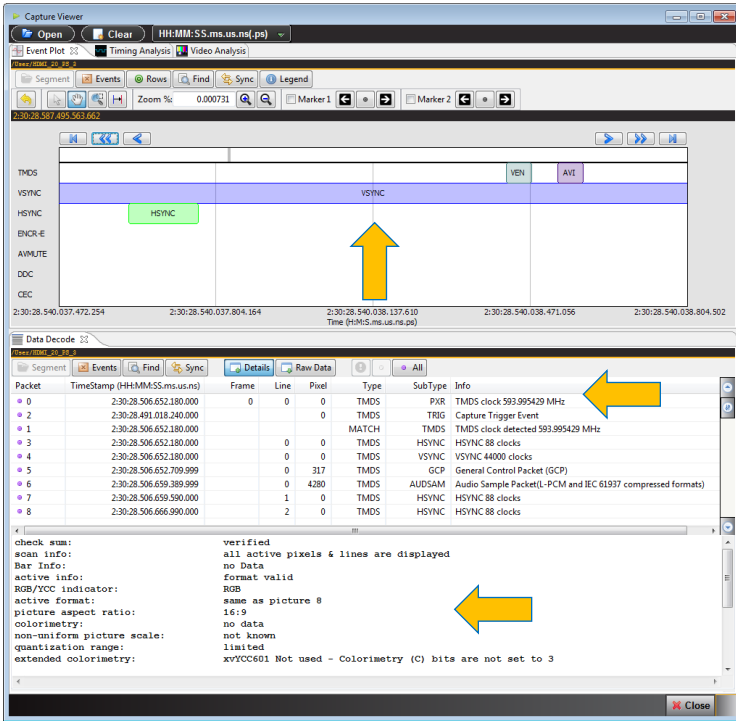 Capture Viewer
Open Clear HH:MM:SS.ms.us.ns(.ps)
Event Plot Timing Analysis Video Analysis
/User/HDMI_20_PS_2
Segment Events Rows Find Sync Legend
Zoom %: 0.000731 Marker 1 Marker 2
2:30:28.587.495.563.662
TMDS VEN AVI
VSYNC VSYNC
HSYNC HSYNC
ENCR-E
AVMUTE
DDC
CEC
2:30:28.540.037.472.254 2:30:28.540.037.804.164 2:30:28.540.038.137.610 2:30:28.540.038.471.056 2:30:28.540.038.804.502
Time (H:M:S.ms.us.ns.ps)
Data Decode
/User/HDMI_20_PS_2
Segment Events Find Sync Details Raw Data All
Packet TimeStamp (HH:MM:SS.ms.us.ns) Frame Line Pixel Type SubType Info
0 2:30:28.506.652.180.000 0 0 0 TMDS PXR TMDS clock 593.995429 MHz
2 2:30:28.491.018.240.000 0 TMDS TRIG Capture Trigger Event
1 2:30:28.506.652.180.000 MATCH TMDS TMDS clock detected 593.995429 MHz
3 2:30:28.506.652.180.000 0 0 TMDS HSYNC HSYNC 88 clocks
4 2:30:28.506.652.180.000 0 0 TMDS VSYNC VSYNC 44000 clocks
5 2:30:28.506.652.709.999 0 317 TMDS GCP General Control Packet (GCP)
6 2:30:28.506.659.389.999 0 4280 TMDS AUDSAM Audio Sample Packet(L-PCM and IEC 61937 compressed formats)
7 2:30:28.506.659.590.000 1 0 TMDS HSYNC HSYNC 88 clocks
8 2:30:28.506.666.990.000 2 0 TMDS HSYNC HSYNC 88 clocks
check sum: verified
scan info: all active pixels & lines are displayed
Bar Info: no Data
active info: format valid
RGB/YCC indicator: RGB
active format: same as picture 8
picture aspect ratio: 16:9
colorimetry: no data
non-uniform picture scale: not known
quantization range: limited
extended colorimetry: xvYCC601 Not used - Colorimetry (C) bits are not set to 3
Close